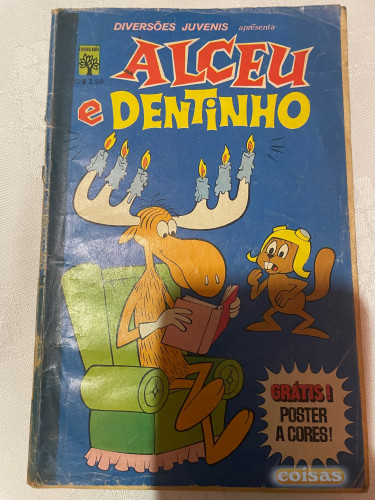 DIVERSÕES JUVENIS apresenta
ALCEU
e DENTINHO
GRÁTIS!
POSTER
A CORES!
coisas